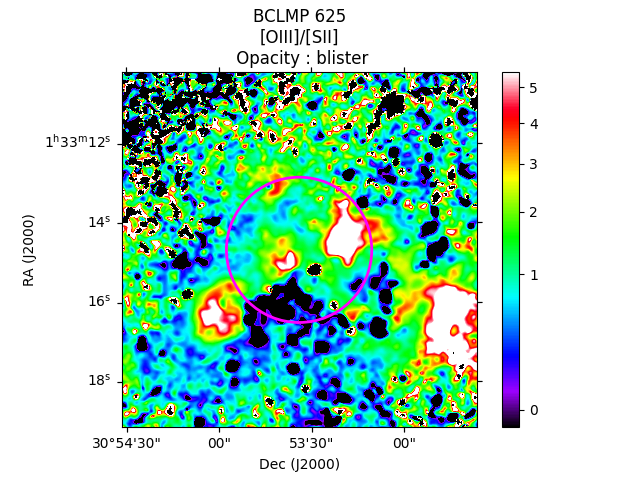 BCLMP 625
[OIII]/[SII]
Opacity : blister
1ʰ33ᵐ12ˢ
14ˢ
16ˢ
18ˢ
RA (J2000)
30°54'30" 00" 53'30" 00"
Dec (J2000)
5
4
3
2
1
0